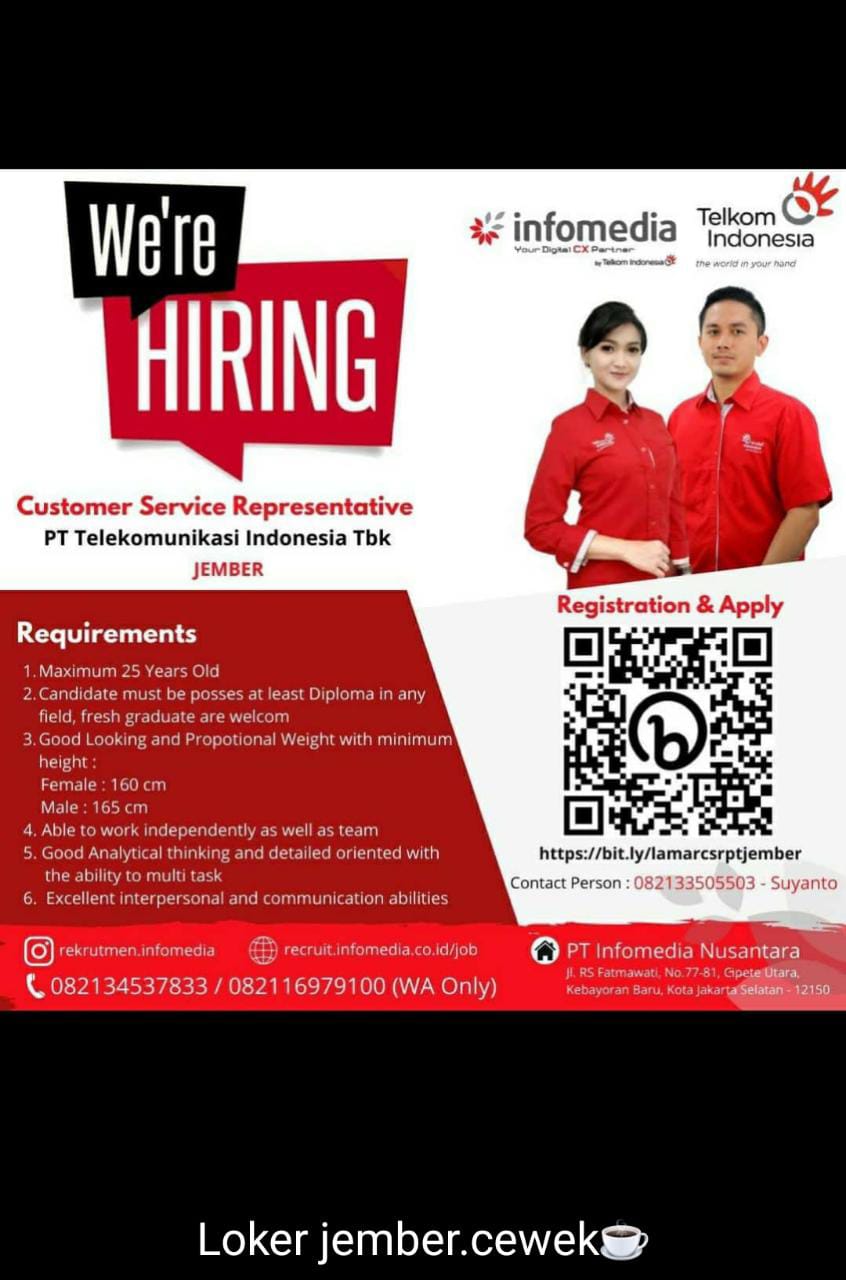 We're
HIRING
infomedia
Your Digital CX Partner
by Telkom Indonesia
Telkom
Indonesia
the world in your hand
Customer Service Representative
PT Telekomunikasi Indonesia Tbk
JEMBER
Requirements
1. Maximum 25 Years Old
2. Candidate must be posses at least Diploma in any
field, fresh graduate are welcom
3. Good Looking and Propotional Weight with minimum
height :
Female : 160 cm
Male : 165 cm
4. Able to work independently as well as team
5. Good Analytical thinking and detailed oriented with
the ability to multi task
6. Excellent interpersonal and communication abilities
Registration & Apply
b
https://bit.ly/lamarcsrptjember
Contact Person : 082133505503 - Suyanto
rekrutmen.infomedia
recruit.infomedia.co.id/job
082134537833 / 082116979100 (WA Only)
PT Infomedia Nusantara
Jl. RS Fatmawati, No.77-81, Cipete Utara,
Kebayoran Baru, Kota Jakarta Selatan - 12150
Loker jember.cewek☕